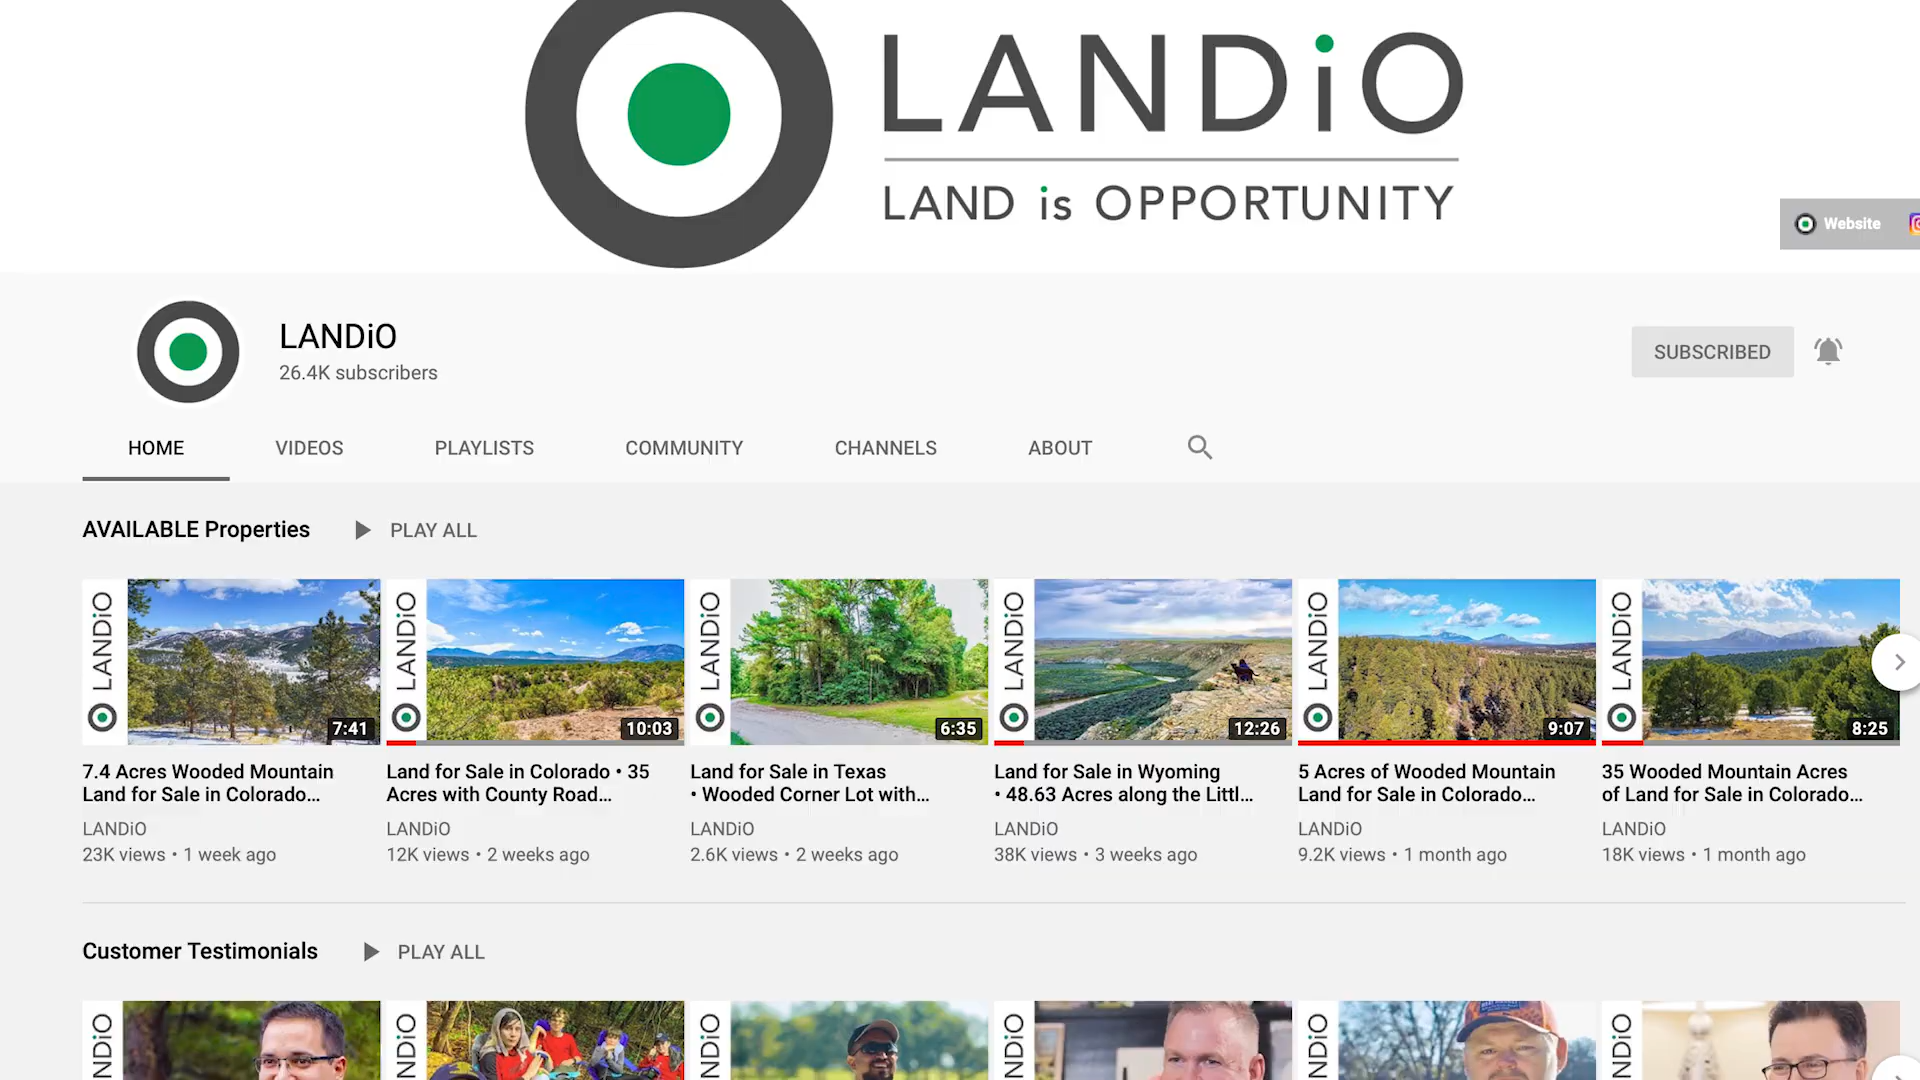 LANDiO
LAND is OPPORTUNITY
Website
LANDiO
26.4K subscribers
SUBSCRIBED
HOME
VIDEOS
PLAYLISTS
COMMUNITY
CHANNELS
ABOUT
AVAILABLE Properties
PLAY ALL
LANDiO
7:41
LANDiO
10:03
LANDiO
6:35
LANDiO
12:26
LANDiO
9:07
LANDiO
8:25
7.4 Acres Wooded Mountain
Land for Sale in Colorado...
LANDiO
23K views • 1 week ago
Land for Sale in Colorado • 35
Acres with County Road...
LANDiO
12K views • 2 weeks ago
Land for Sale in Texas
• Wooded Corner Lot with...
LANDiO
2.6K views • 2 weeks ago
Land for Sale in Wyoming
• 48.63 Acres along the Littl...
LANDiO
38K views • 3 weeks ago
5 Acres of Wooded Mountain
Land for Sale in Colorado...
LANDiO
9.2K views • 1 month ago
35 Wooded Mountain Acres
of Land for Sale in Colorado...
LANDiO
18K views • 1 month ago
Customer Testimonials
PLAY ALL
NDiO
NDiO
NDiO
NDiO
NDiO
NDiO